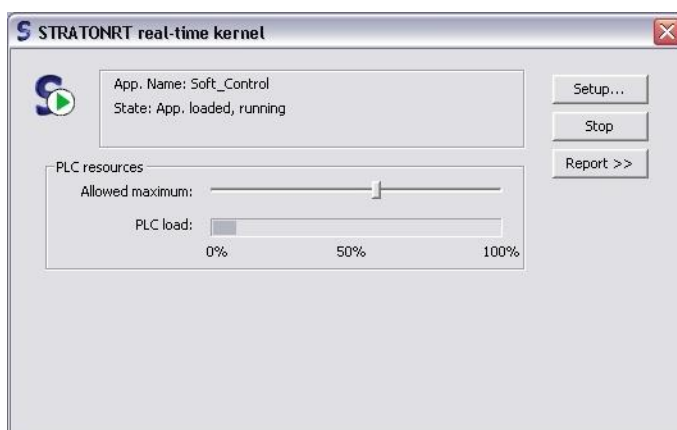 STRATONRT real-time kernel
App. Name: Soft_Control
State: App. loaded, running
Setup...
Stop
Report >>
PLC resources
Allowed maximum:
PLC load:
0% 50% 100%